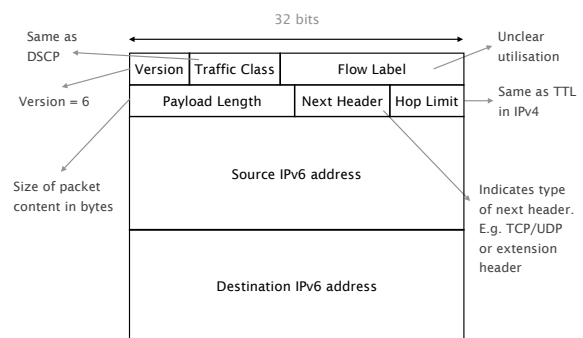 32 bits
Same as
DSCP
Unclear
utilisation
Version
Traffic Class
Flow Label
Version = 6
Payload Length
Next Header
Hop Limit
Same as TTL
in IPv4
Source IPv6 address
Size of packet
content in bytes
Indicates type
of next header.
E.g. TCP/UDP
or extension
header
Destination IPv6 address